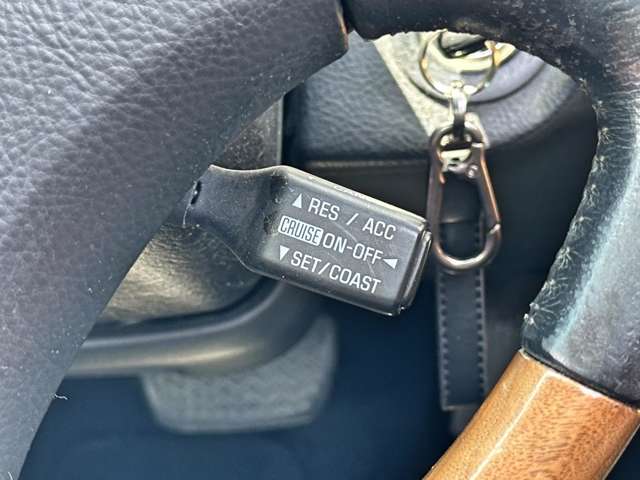 ▲ RES / ACC
CRUISE ON-OFF ◄
▼ SET/COAST